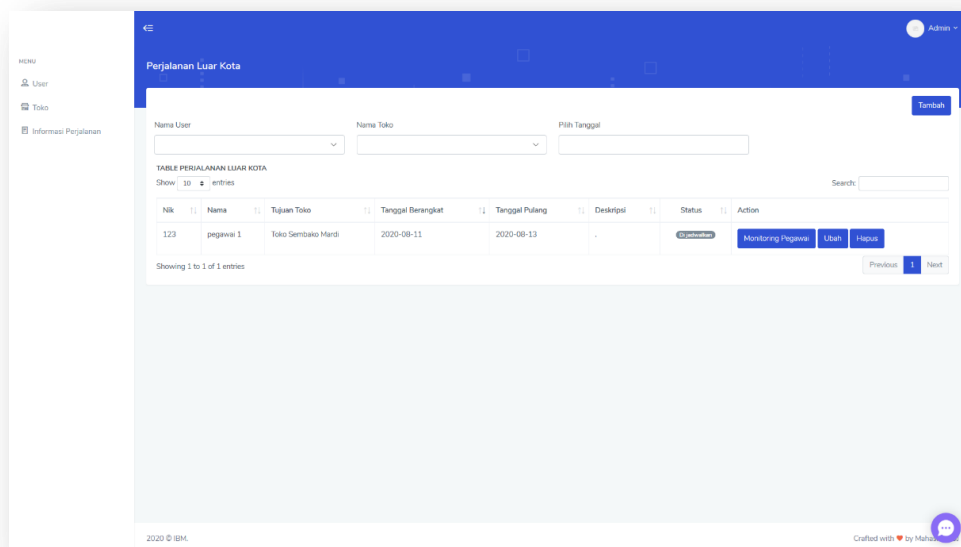 Admin
MENU
User
Toko
Informasi Perjalanan
Perjalanan Luar Kota
Tambah
Nama User Nama Toko Pilih Tanggal
TABLE PERJALANAN LUAR KOTA
Show 10 entries Search:
Nik Nama Tujuan Toko Tanggal Berangkat Tanggal Pulang Deskripsi Status Action
123 pegawai 1 Toko Sembako Mardi 2020-08-11 2020-08-13 . Di jadwalkan Monitoring Pegawai Ubah Hapus
Showing 1 to 1 of 1 entries Previous 1 Next
2020 © IBM. Crafted with ❤ by